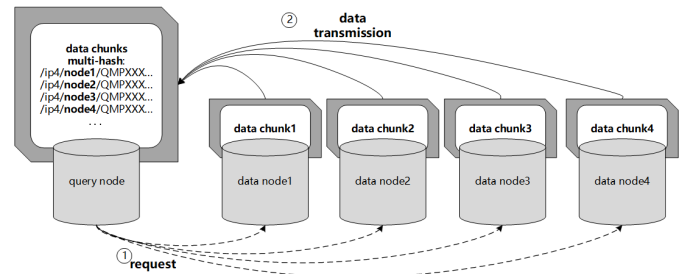 ② data
transmission
data chunks
multi-hash:
/ip4/node1/QMPXXX...
/ip4/node2/QMPXXX...
/ip4/node3/QMPXXX...
/ip4/node4/QMPXXX...
...
data chunk1
data chunk2
data chunk3
data chunk4
query node
data node1
data node2
data node3
data node4
① request